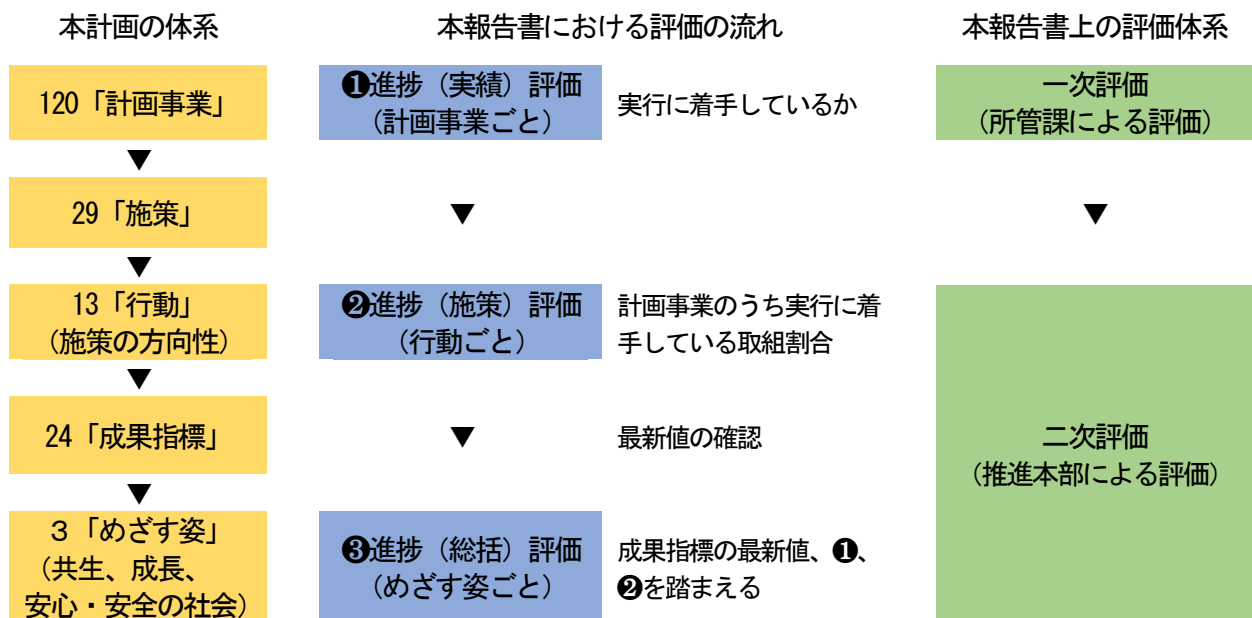 本計画の体系
本報告書における評価の流れ
本報告書上の評価体系
120「計画事業」
❶進捗（実績）評価
(計画事業ごと)
実行に着手しているか
一次評価
(所管課による評価)
▼
29「施策」
▼
▼
▼
13「行動」
(施策の方向性)
❷進捗（施策）評価
(行動ごと)
計画事業のうち実行に着
手している取組割合
▼
24「成果指標」
▼
最新値の確認
二次評価
(推進本部による評価)
▼
３「めざす姿」
(共生、成長、
安心・安全の社会)
❸進捗（総括）評価
(めざす姿ごと)
成果指標の最新値、❶、
❷を踏まえる